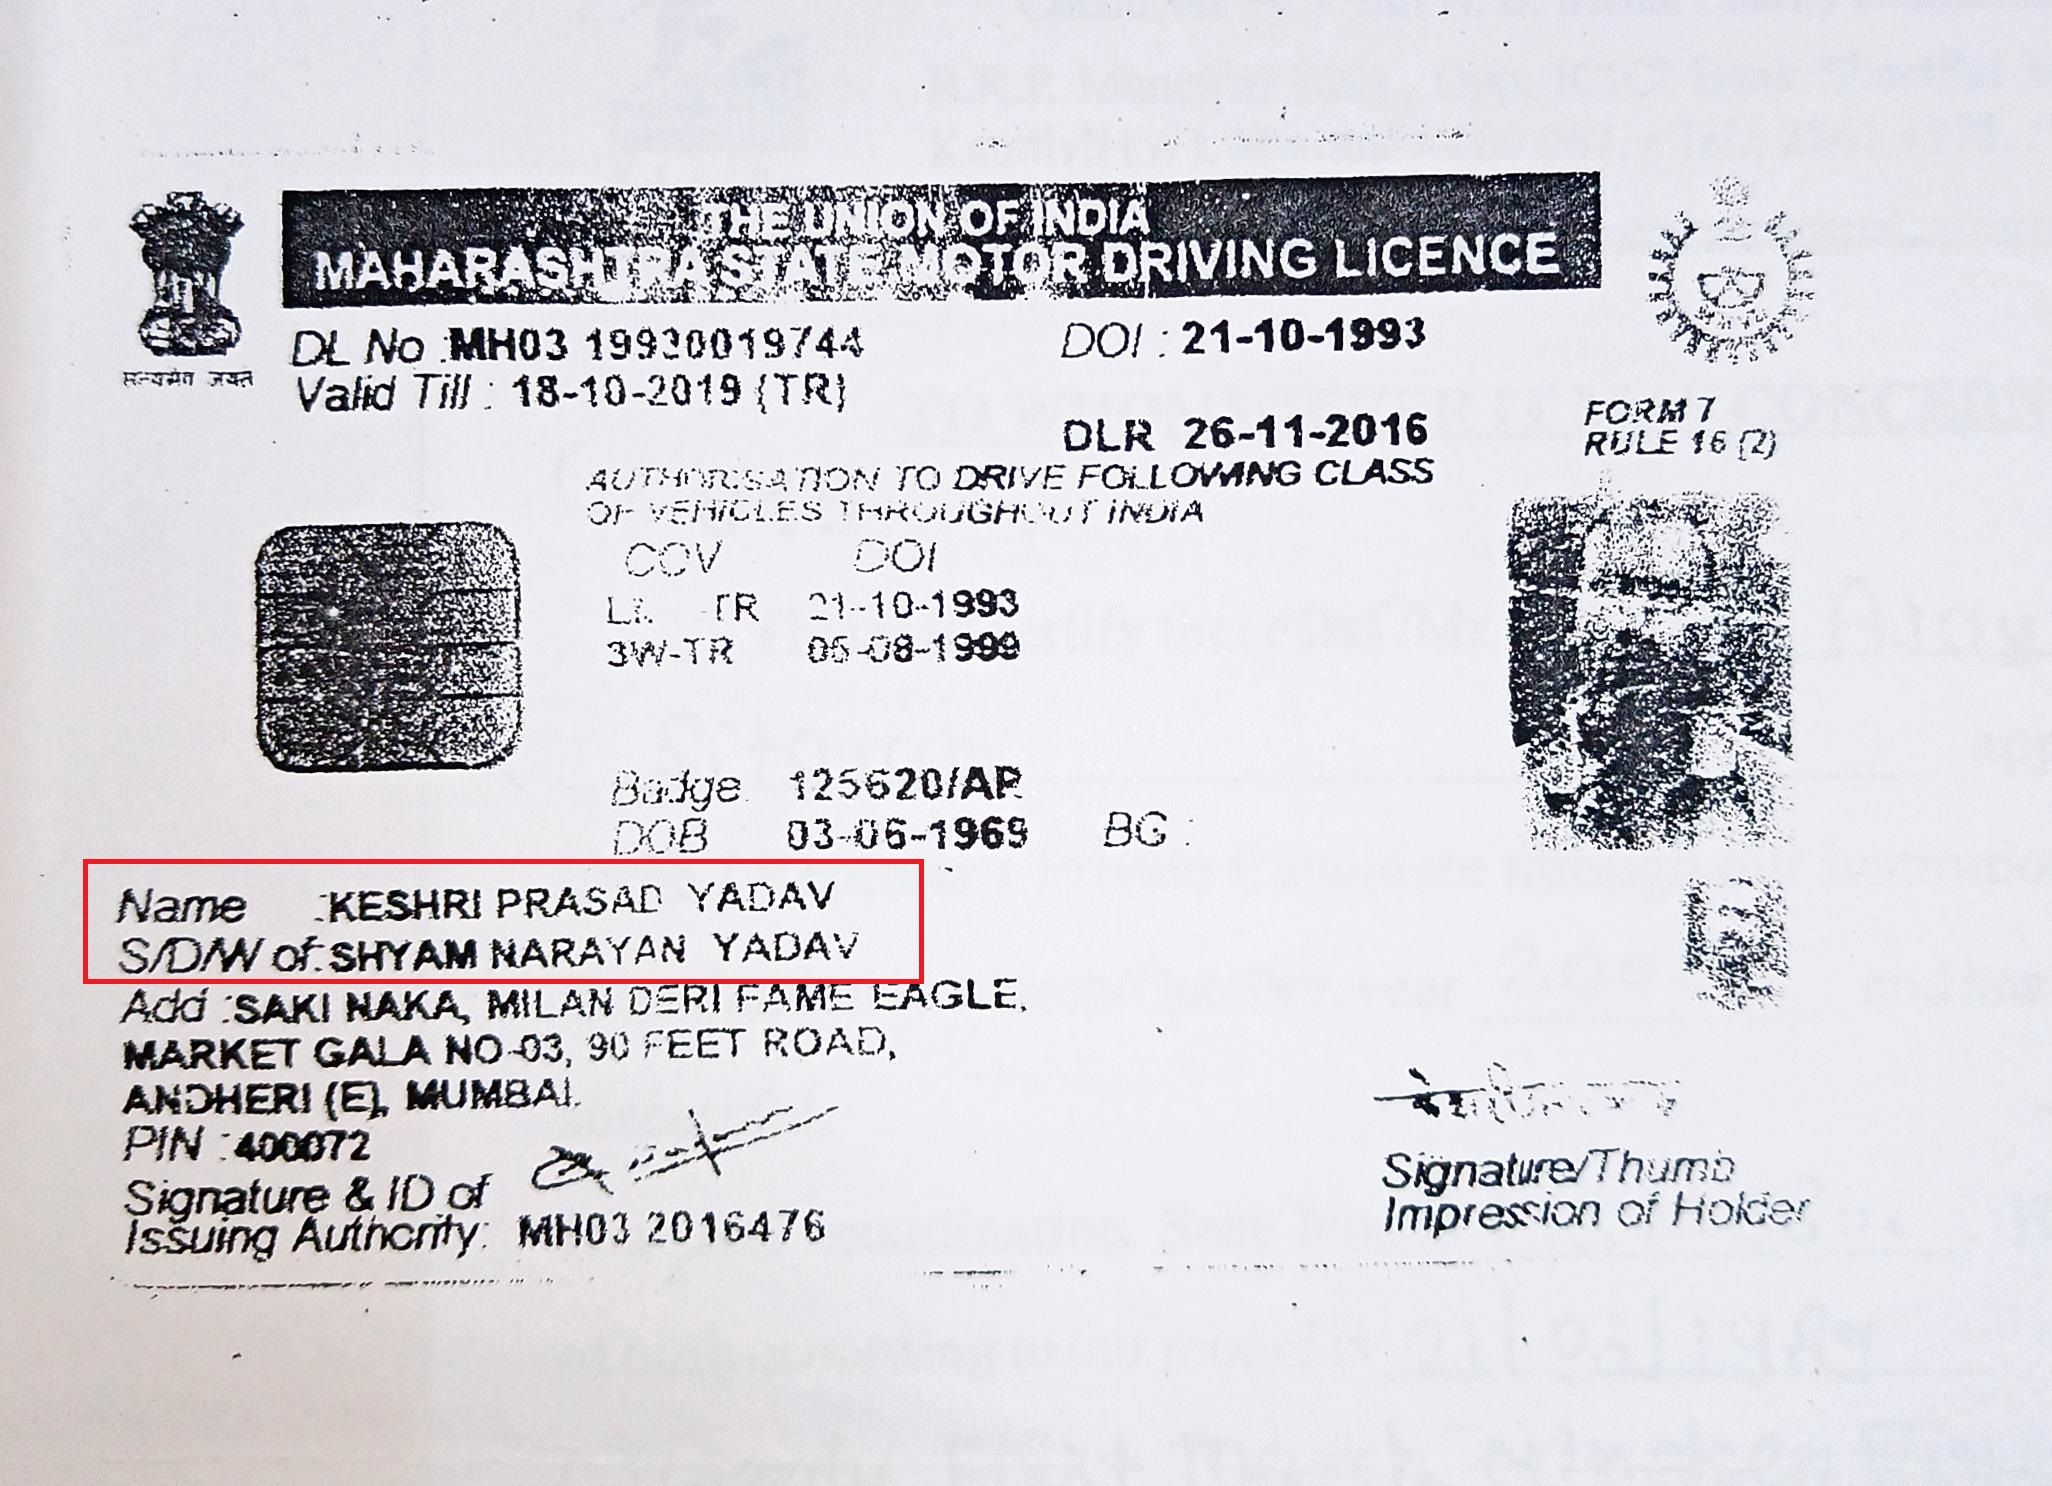 THE UNION OF INDIA
MAHARASHTRA STATE MOTOR DRIVING LICENCE
सत्यमेव जयते
DL No :MH03 19930019744 DOI : 21-10-1993
Valid Till : 18-10-2019 (TR)
DLR 26-11-2016
FORM 7
RULE 16 (2)
AUTHORISATION TO DRIVE FOLLOWING CLASS
OF VEHICLES THROUGHOUT INDIA
COV DOI
TR 21-10-1993
3W-TR 06-08-1999
Badge 125620/AP
DOB 03-06-1969 BG :
Name :KESHRI PRASAD YADAV
S/D/W of:SHYAM NARAYAN YADAV
Add :SAKI NAKA, MILAN DERI FAME EAGLE,
MARKET GALA NO-03, 90 FEET ROAD,
ANDHERI (E), MUMBAI.
PIN :400072
Signature & ID of
Issuing Authority: MH03 2016476
Signature/Thumb
Impression of Holder